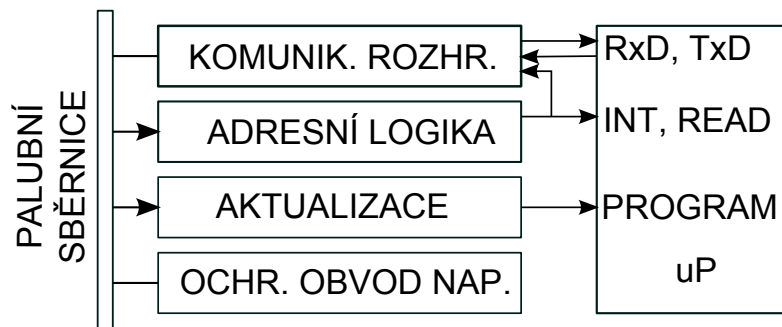 PALUBNÍ
SBĚRNICE
KOMUNIK. ROZHR.
ADRESNÍ LOGIKA
AKTUALIZACE
OCHR. OBVOD NAP.
RxD, TxD
INT, READ
PROGRAM
uP